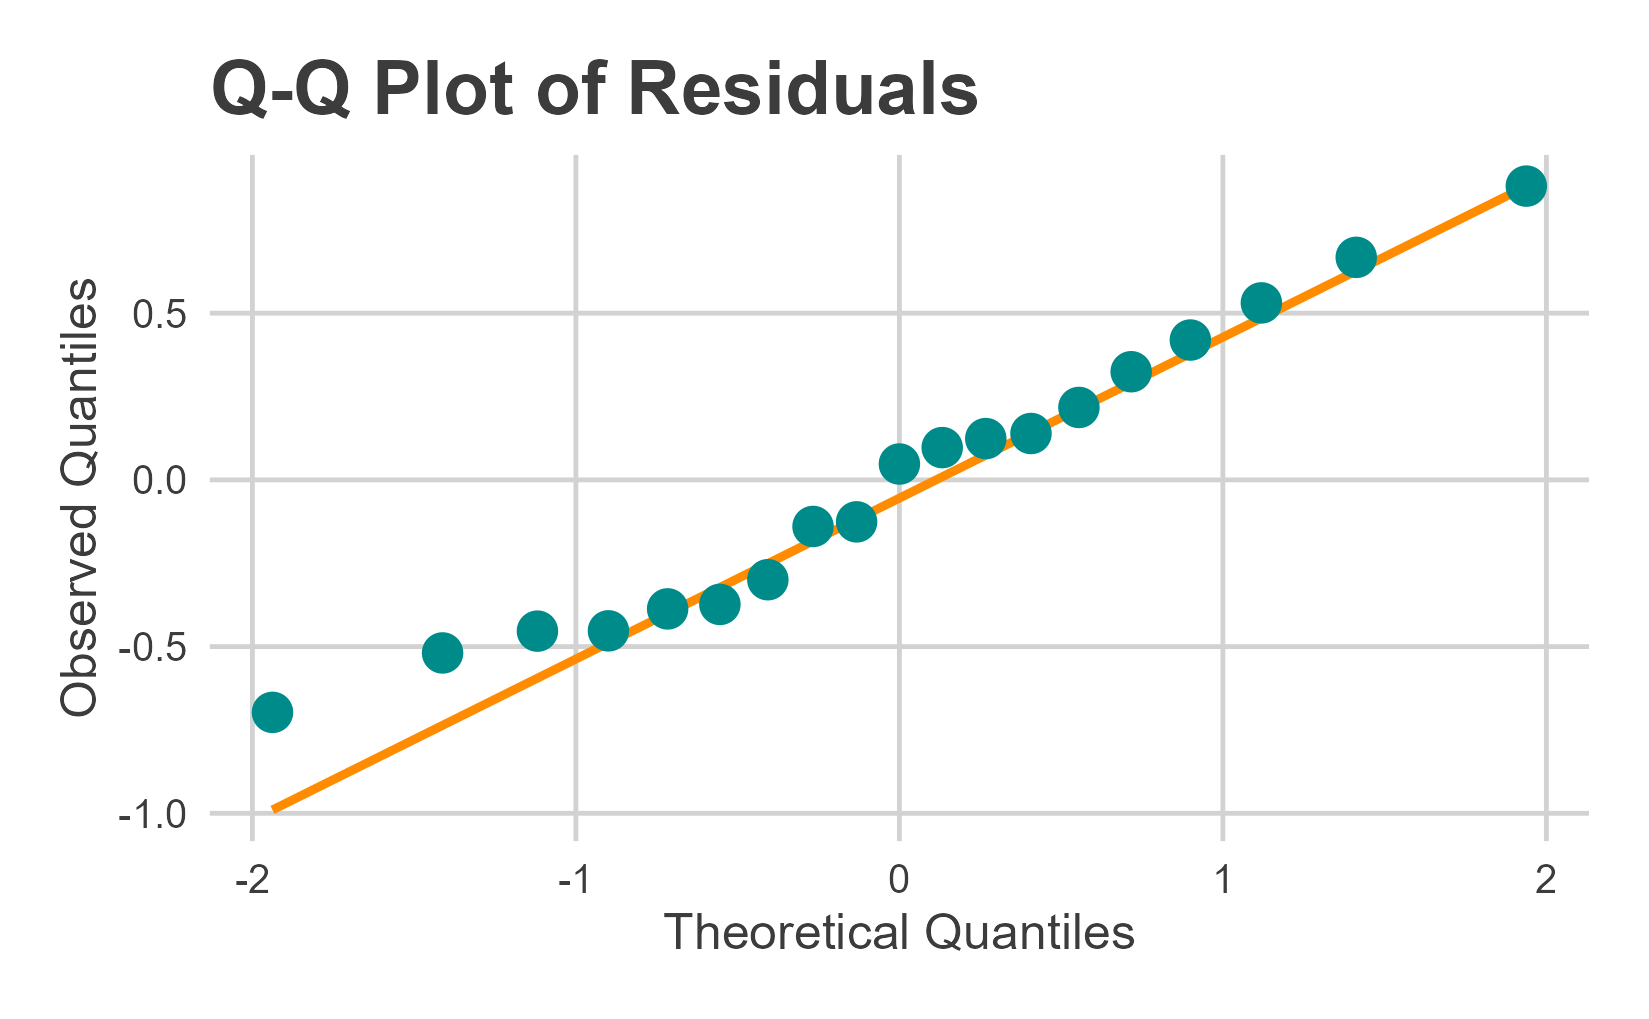 Q-Q Plot of Residuals
Observed Quantiles
0.5
0.0
-0.5
-1.0
-2 -1 0 1 2
Theoretical Quantiles